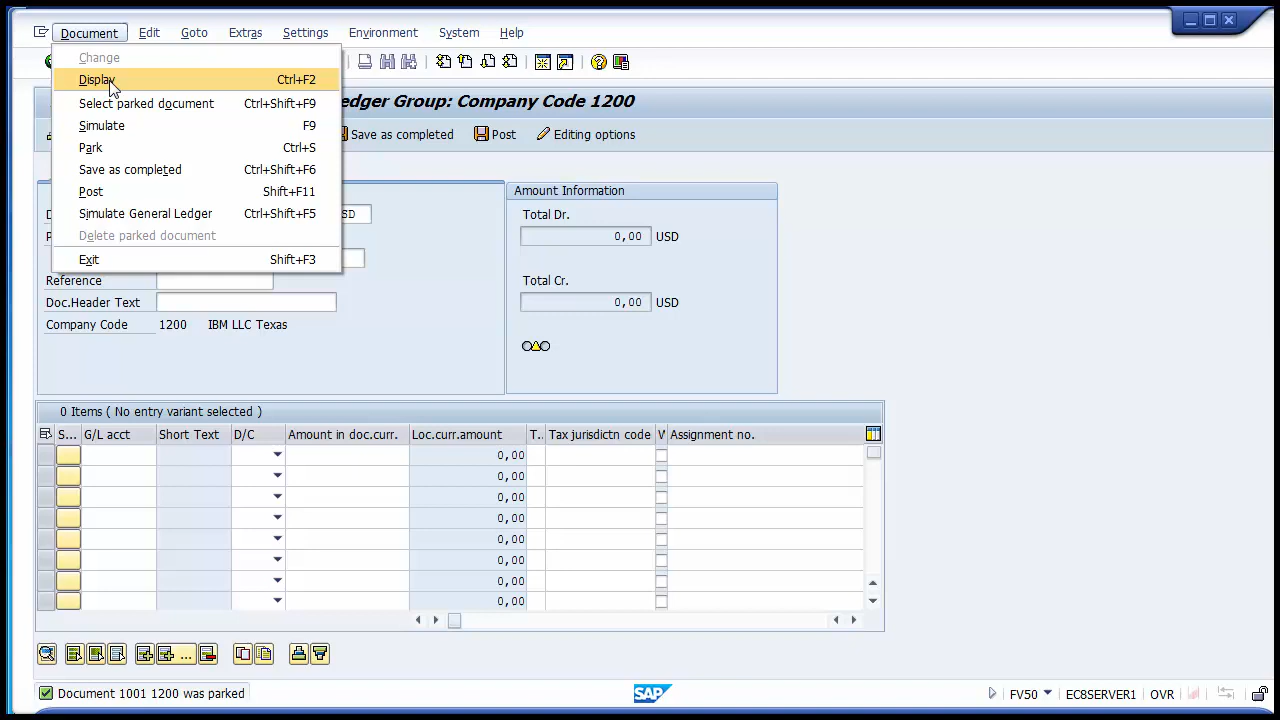 Document Edit Goto Extras Settings Environment System Help
Change
Display Ctrl+F2
Select parked document Ctrl+Shift+F9
Simulate F9
Park Ctrl+S
Save as completed Ctrl+Shift+F6
Post Shift+F11
Simulate General Ledger Ctrl+Shift+F5
Delete parked document
Exit Shift+F3
edger Group: Company Code 1200
Save as completed Post Editing options
Amount Information
D SD Total Dr.
P 0,00 USD
Reference Total Cr.
Doc.Header Text 0,00 USD
Company Code 1200 IBM LLC Texas
0 Items ( No entry variant selected )
S... G/L acct Short Text D/C Amount in doc.curr. Loc.curr.amount T.. Tax jurisdictn code V Assignment no.
0,00
0,00
0,00
0,00
0,00
0,00
0,00
0,00
...
Document 1001 1200 was parked SAP FV50 EC8SERVER1 OVR